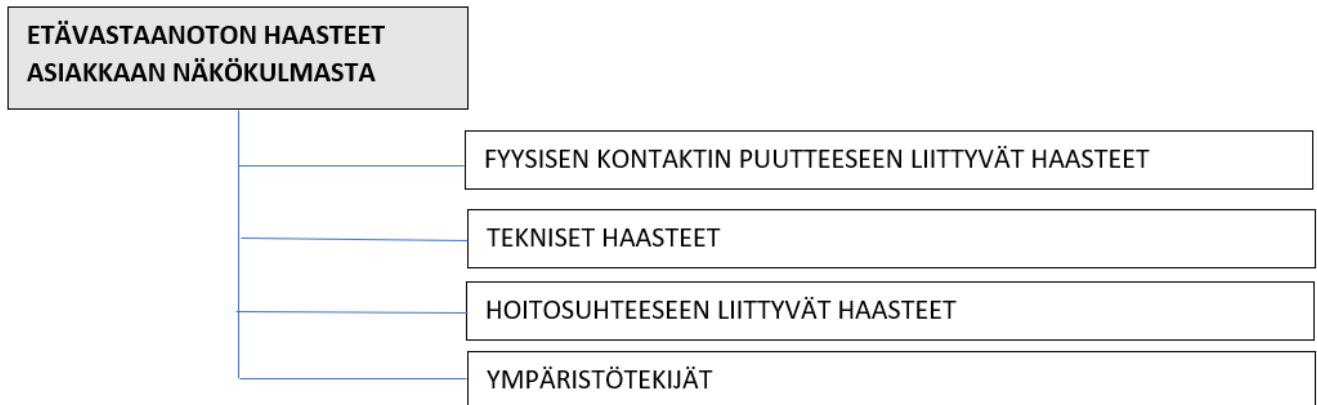 ETÄVASTAANOTON HAASTEET
ASIAKKAAN NÄKÖKULMASTA
FYYSISEN KONTAKTIN PUUTTEESEEN LIITTYVÄT HAASTEET
TEKNISET HAASTEET
HOITOSUHTEESEEN LIITTYVÄT HAASTEET
YMPÄRISTÖTEKIJÄT